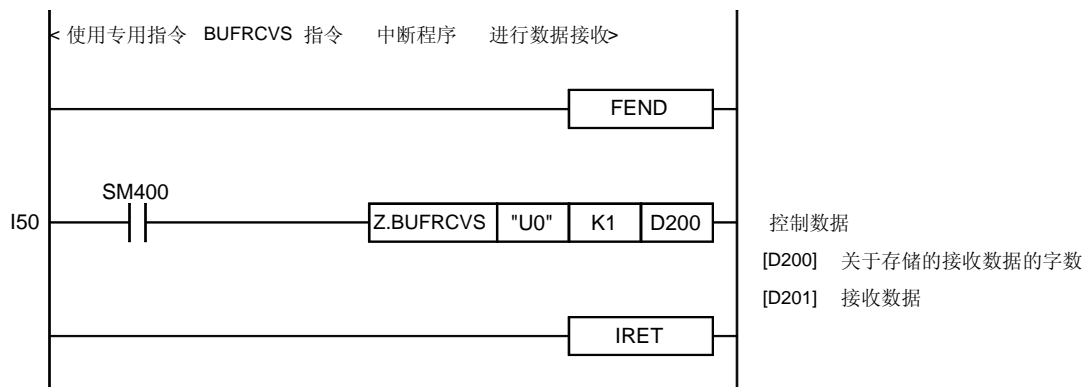 < 使用专用指令 BUFRCVS 指令 中断程序 进行数据接收>
FEND
SM400
I50 Z.BUFRCVS "U0" K1 D200 控制数据
[D200] 关于存储的接收数据的字数
[D201] 接收数据
IRET